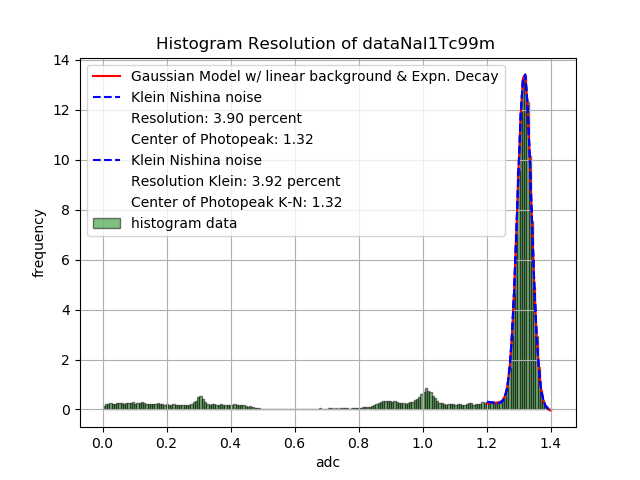 Histogram Resolution of dataNaI1Tc99m
14
12
10
8
6
4
2
0
frequency
Gaussian Model w/ linear background & Expn. Decay
Klein Nishina noise
Resolution: 3.90 percent
Center of Photopeak: 1.32
Klein Nishina noise
Resolution Klein: 3.92 percent
Center of Photopeak K-N: 1.32
histogram data
0.0 0.2 0.4 0.6 0.8 1.0 1.2 1.4
adc